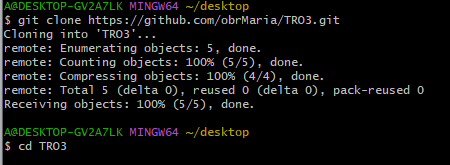 A@DESKTOP-GV2A7LK MINGW64 ~/desktop
$ git clone https://github.com/obrMaria/TRO3.git
Cloning into 'TRO3'...
remote: Enumerating objects: 5, done.
remote: Counting objects: 100% (5/5), done.
remote: Compressing objects: 100% (4/4), done.
remote: Total 5 (delta 0), reused 0 (delta 0), pack-reused 0
Receiving objects: 100% (5/5), done.
A@DESKTOP-GV2A7LK MINGW64 ~/desktop
$ cd TRO3